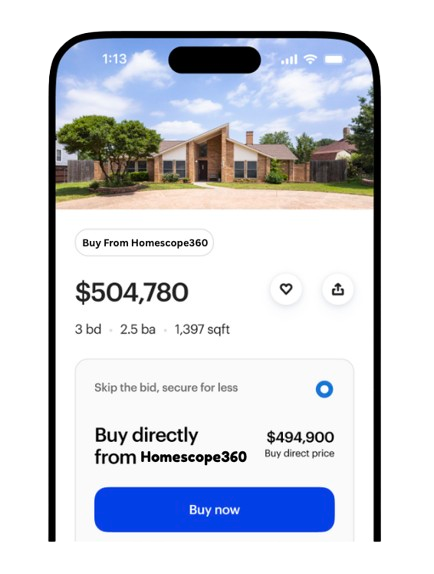 1:13
Buy From Homescope360
$504,780
3 bd · 2.5 ba · 1,397 sqft
Skip the bid, secure for less
Buy directly
from Homescope360
$494,900
Buy direct price
Buy now